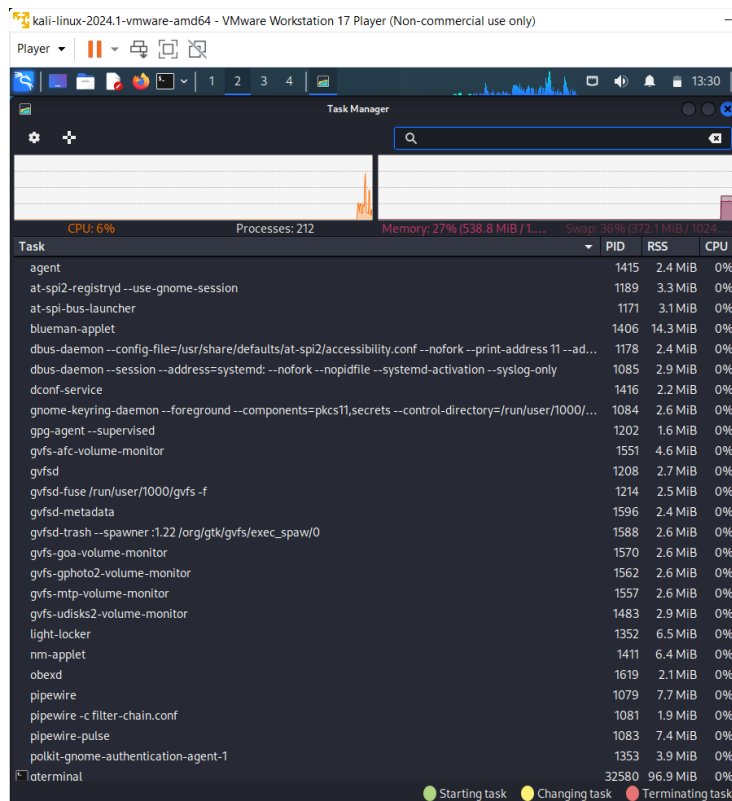 kali-linux-2024.1-vmware-amd64 - VMware Workstation 17 Player (Non-commercial use only)
Player
1 2 3 4 13:30
Task Manager
CPU: 6% Processes: 212 Memory: 27% (538.8 MiB / 1.... Swap: 36% (372.1 MiB / 1024....
Task PID RSS CPU
agent 1415 2.4 MiB 0%
at-spi2-registryd --use-gnome-session 1189 3.3 MiB 0%
at-spi-bus-launcher 1171 3.1 MiB 0%
blueman-applet 1406 14.3 MiB 0%
dbus-daemon --config-file=/usr/share/defaults/at-spi2/accessibility.conf --nofork --print-address 11 --ad... 1178 2.4 MiB 0%
dbus-daemon --session --address=systemd: --nofork --nopidfile --systemd-activation --syslog-only 1085 2.9 MiB 0%
dconf-service 1416 2.2 MiB 0%
gnome-keyring-daemon --foreground --components=pkcs11,secrets --control-directory=/run/user/1000/... 1084 2.6 MiB 0%
gpg-agent --supervised 1202 1.6 MiB 0%
gvfs-afc-volume-monitor 1551 4.6 MiB 0%
gvfsd 1208 2.7 MiB 0%
gvfsd-fuse /run/user/1000/gvfs -f 1214 2.5 MiB 0%
gvfsd-metadata 1596 2.4 MiB 0%
gvfsd-trash --spawner :1.22 /org/gtk/gvfs/exec_spaw/0 1588 2.6 MiB 0%
gvfs-goa-volume-monitor 1570 2.6 MiB 0%
gvfs-gphoto2-volume-monitor 1562 2.6 MiB 0%
gvfs-mtp-volume-monitor 1557 2.6 MiB 0%
gvfs-udisks2-volume-monitor 1483 2.9 MiB 0%
light-locker 1352 6.5 MiB 0%
nm-applet 1411 6.4 MiB 0%
obexd 1619 2.1 MiB 0%
pipewire 1079 7.7 MiB 0%
pipewire -c filter-chain.conf 1081 1.9 MiB 0%
pipewire-pulse 1083 7.4 MiB 0%
polkit-gnome-authentication-agent-1 1353 3.9 MiB 0%
qterminal 32580 96.9 MiB 0%
Starting task Changing task Terminating task